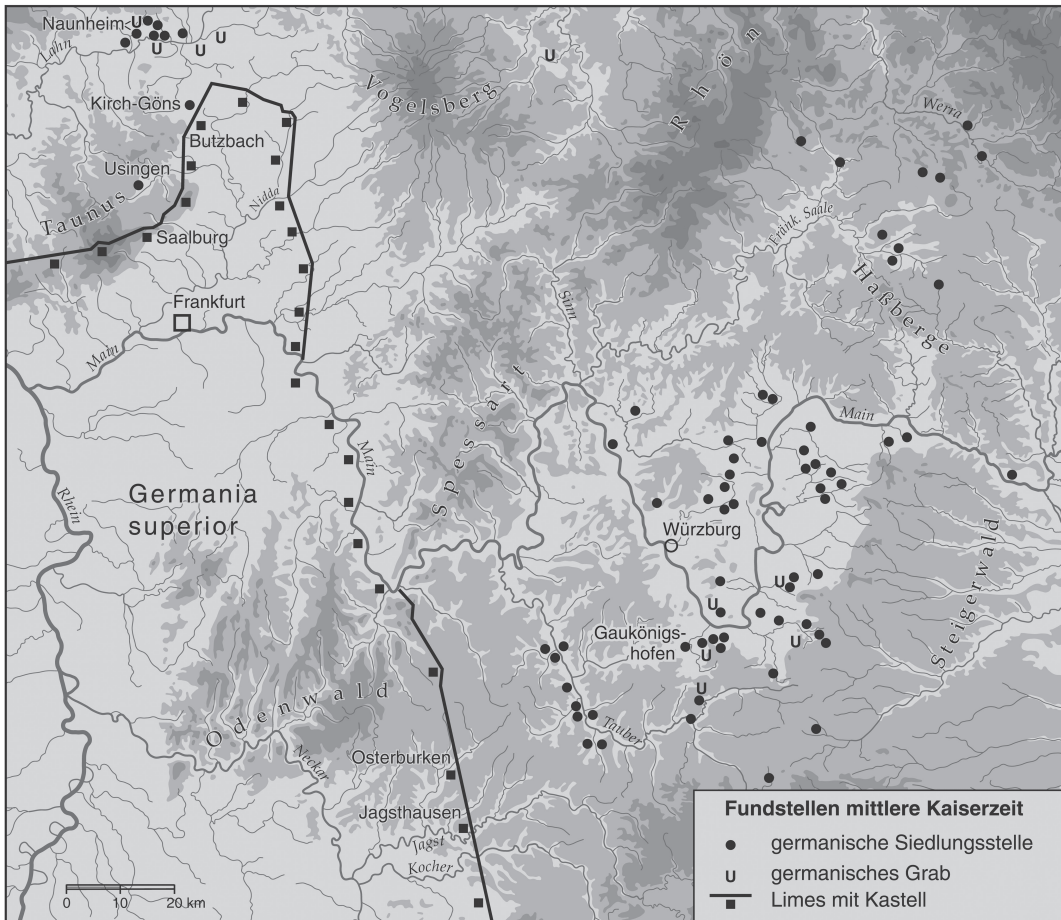 Naunheim
Lahn
Kirch-Göns
Butzbach
Usingen
Taunus
Saalburg
Nidda
Vogelsberg
Rhön
Werra
Fränk. Saale
Haßberge
Sinn
Frankfurt
Main
Rhein
Main
Spessart
Main
Germania
superior
Würzburg
Steigerwald
Gaukönigs-
hofen
Tauber
Odenwald
Neckar
Osterburken
Jagsthausen
Jagst
Kocher
0 10 20 km
Fundstellen mittlere Kaiserzeit
germanische Siedlungsstelle
U germanisches Grab
Limes mit Kastell
U
U
U
U
U
U
U
U
U
U